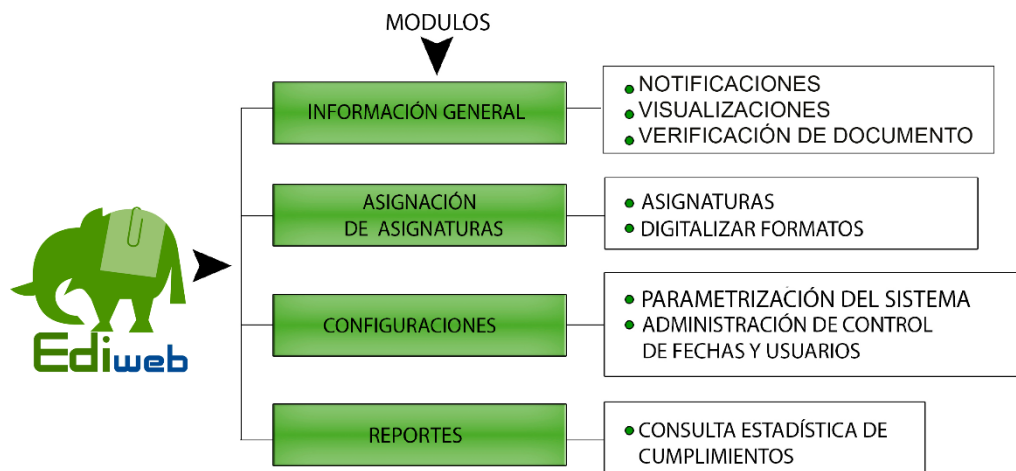 MODULOS
INFORMACIÓN GENERAL
NOTIFICACIONES
VISUALIZACIONES
VERIFICACIÓN DE DOCUMENTO
ASIGNACIÓN
DE ASIGNATURAS
ASIGNATURAS
DIGITALIZAR FORMATOS
Ediweb
CONFIGURACIONES
PARAMETRIZACIÓN DEL SISTEMA
ADMINISTRACIÓN DE CONTROL
DE FECHAS Y USUARIOS
REPORTES
CONSULTA ESTADÍSTICA DE
CUMPLIMIENTOS